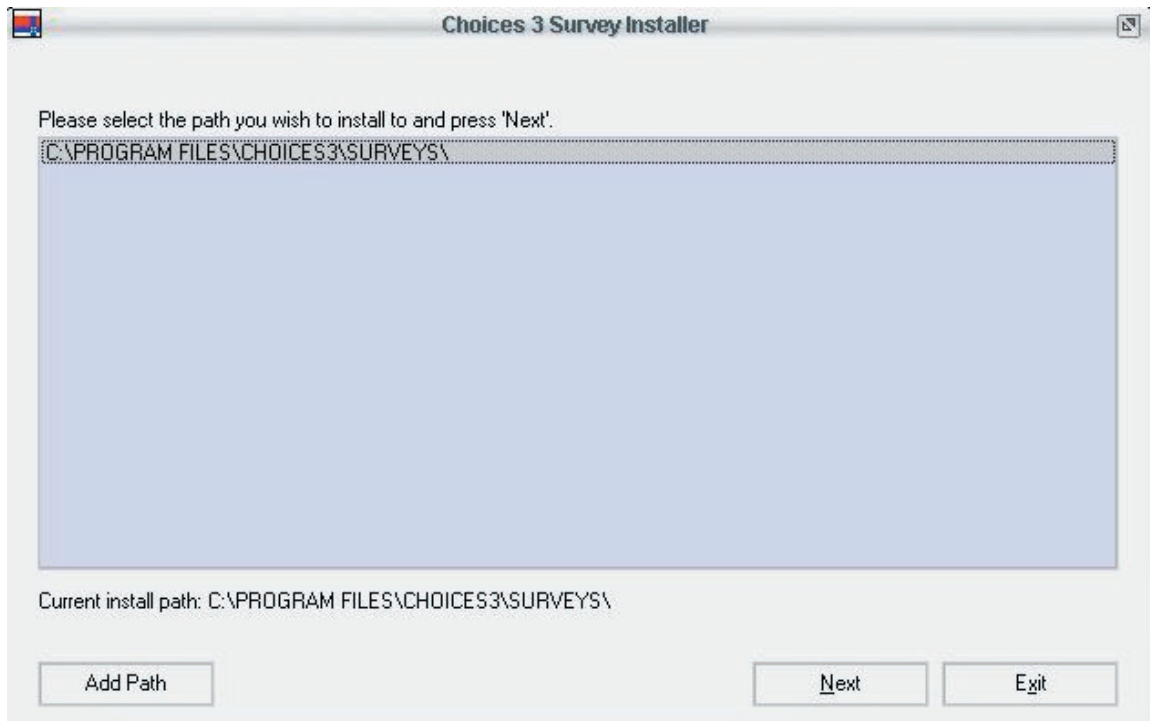 Choices 3 Survey Installer
Please select the path you wish to install to and press 'Next'.
C:\PROGRAM FILES\CHOICES3\SURVEYS\
Current install path: C:\PROGRAM FILES\CHOICES3\SURVEYS\
Add Path Next Exit